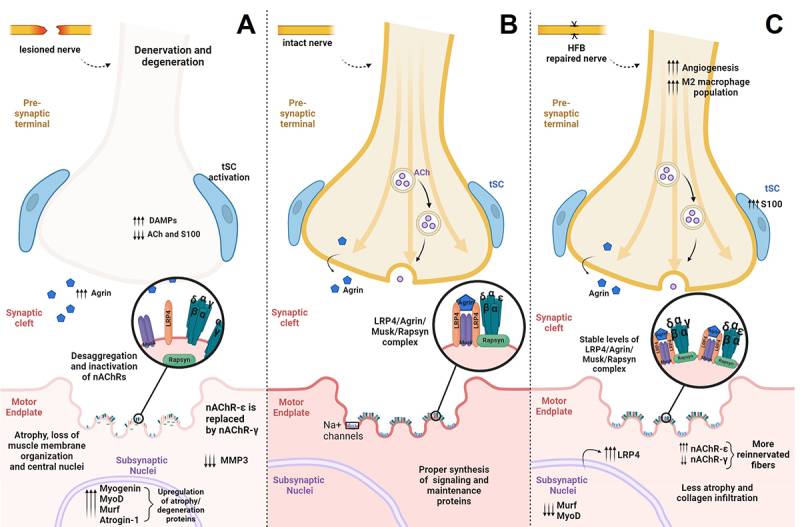 A
lesioned nerve
Denervation and
degeneration
Pre-
synaptic
terminal
tSC
activation
↑↑↑ DAMPs
↓↓↓ ACh and S100
↑↑↑ Agrin
Synaptic
cleft
δ α γ
β α
LRP4
MusK
Rapsyn
Desaggregation
and inactivation
of nAChRs
Motor
Endplate
nAChR-ε is
replaced
by nAChR-γ
Atrophy, loss of
muscle membrane
organization
and central nuclei
Subsynaptic
Nuclei
↓↓↓ MMP3
↑↑↑ Myogenin
MyoD
Murf
Atrogin-1
Upregulation
of atrophy/
degeneration
proteins
B
intact nerve
Pre-
synaptic
terminal
ACh
tSC
Agrin
Synaptic
cleft
LRP4/Agrin/
Musk/Rapsyn
complex
Agrin
δ α ε
β α
LRP4
MusK
LRP4
Rapsyn
Motor
Endplate
Na+
channels
Subsynaptic
Nuclei
Proper synthesis
of signaling and
maintenance
proteins
C
HFB
repaired nerve
↑↑↑ Angiogenesis
↑↑↑ M2 macrophage
population
Pre-
synaptic
terminal
tSC
↑↑↑ S100
Agrin
Synaptic
cleft
Stable levels of
LRP4/Agrin/
Musk/Rapsyn
complex
δ α γ
β α
Rapsyn
δ α ε
β α
Rapsyn
Motor
Endplate
↑↑↑ LRP4
↑↑↑ nAChR-ε
↓↓ nAChR-γ
More
reinnervated
fibers
Subsynaptic
Nuclei
Less atrophy and
collagen infiltration
↓↓↓ Murf
MyoD